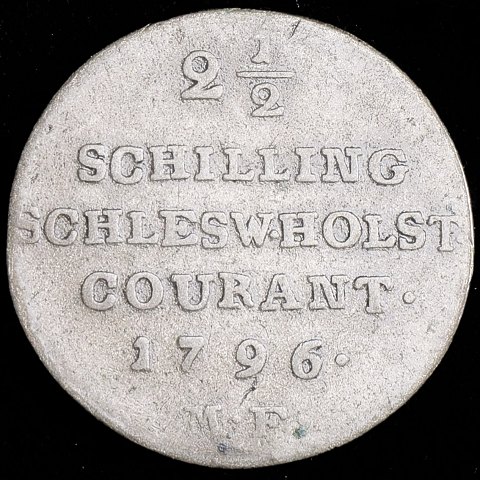 2 1/2
SCHILLING
SCHLESW·HOLST
COURANT·
1796·
M·F·